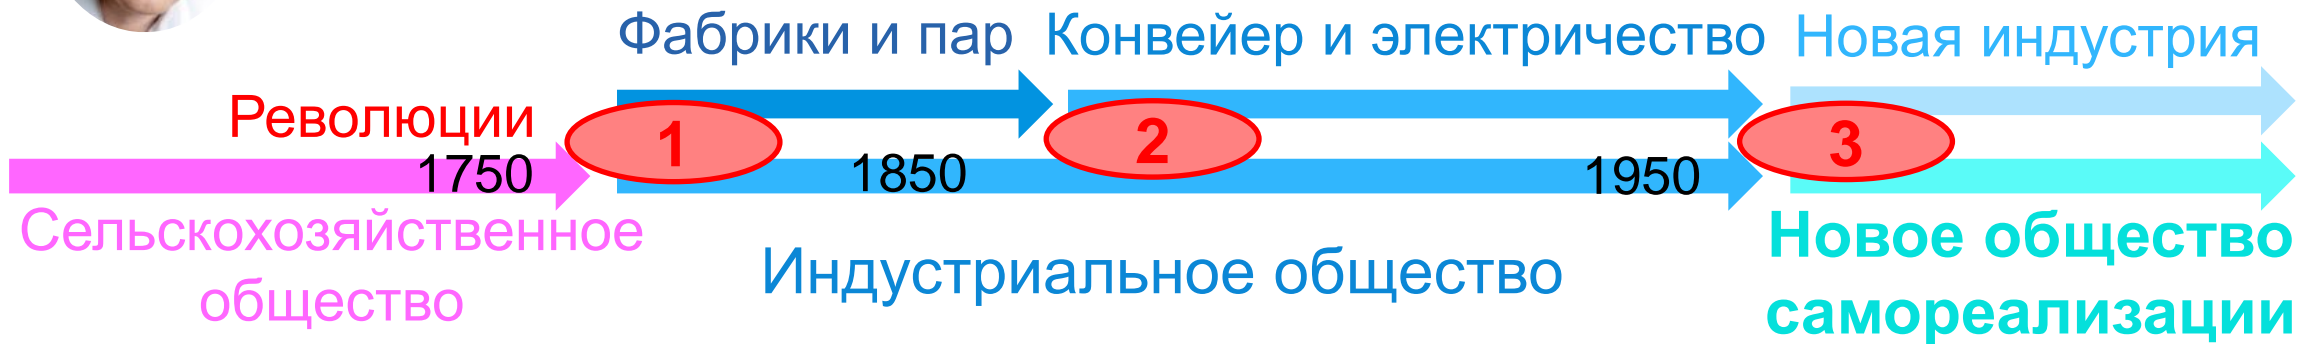 Фабрики и пар
Конвейер и электричество
Новая индустрия
Революции
1
2
3
1750
1850
1950
Сельскохозяйственное
общество
Индустриальное общество
Новое общество
самореализации